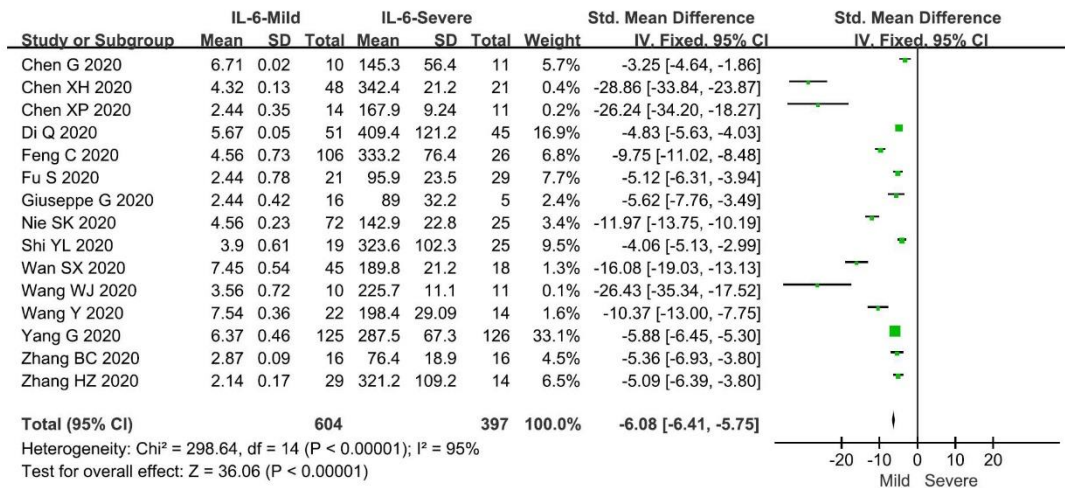 IL-6-Mild IL-6-Severe Std. Mean Difference Std. Mean Difference
Study or Subgroup Mean SD Total Mean SD Total Weight IV. Fixed. 95% CI IV. Fixed. 95% CI
Chen G 2020 6.71 0.02 10 145.3 56.4 11 5.7% -3.25 [-4.64, -1.86]
Chen XH 2020 4.32 0.13 48 342.4 21.2 21 0.4% -28.86 [-33.84, -23.87]
Chen XP 2020 2.44 0.35 14 167.9 9.24 11 0.2% -26.24 [-34.20, -18.27]
Di Q 2020 5.67 0.05 51 409.4 121.2 45 16.9% -4.83 [-5.63, -4.03]
Feng C 2020 4.56 0.73 106 333.2 76.4 26 6.8% -9.75 [-11.02, -8.48]
Fu S 2020 2.44 0.78 21 95.9 23.5 29 7.7% -5.12 [-6.31, -3.94]
Giuseppe G 2020 2.44 0.42 16 89 32.2 5 2.4% -5.62 [-7.76, -3.49]
Nie SK 2020 4.56 0.23 72 142.9 22.8 25 3.4% -11.97 [-13.75, -10.19]
Shi YL 2020 3.9 0.61 19 323.6 102.3 25 9.5% -4.06 [-5.13, -2.99]
Wan SX 2020 7.45 0.54 45 189.8 21.2 18 1.3% -16.08 [-19.03, -13.13]
Wang WJ 2020 3.56 0.72 10 225.7 11.1 11 0.1% -26.43 [-35.34, -17.52]
Wang Y 2020 7.54 0.36 22 198.4 29.09 14 1.6% -10.37 [-13.00, -7.75]
Yang G 2020 6.37 0.46 125 287.5 67.3 126 33.1% -5.88 [-6.45, -5.30]
Zhang BC 2020 2.87 0.09 16 76.4 18.9 16 4.5% -5.36 [-6.93, -3.80]
Zhang HZ 2020 2.14 0.17 29 321.2 109.2 14 6.5% -5.09 [-6.39, -3.80]
Total (95% CI) 604 397 100.0% -6.08 [-6.41, -5.75]
Heterogeneity: Chi² = 298.64, df = 14 (P < 0.00001); I² = 95%
Test for overall effect: Z = 36.06 (P < 0.00001)
-20 -10 0 10 20
Mild Severe